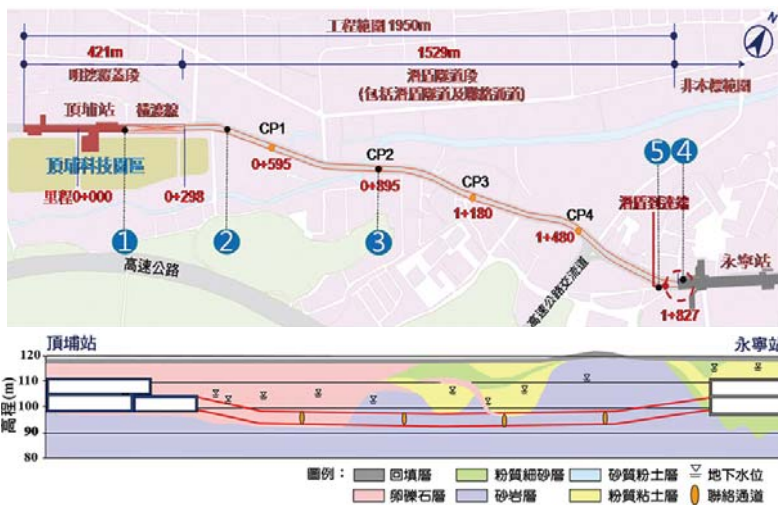 工程範圍 1950m
N
421m
1529m
明挖覆蓋段
潛盾隧道段
(包括潛盾隧道及聯絡通道)
非本標範圍
頂埔站
橫渡線
CP1
0+595
CP2
0+895
CP3
1+180
CP4
1+480
5
4
頂埔科技園區
里程0+000
0+298
潛盾到達端
永寧站
1+827
1
2
3
高速公路
高速公路交流道
頂埔站
永寧站
高程(m)
120
110
100
90
80
圖例:
回填層
粉質細砂層
砂質粉土層
地下水位
卵礫石層
砂岩層
粉質粘土層
聯絡通道